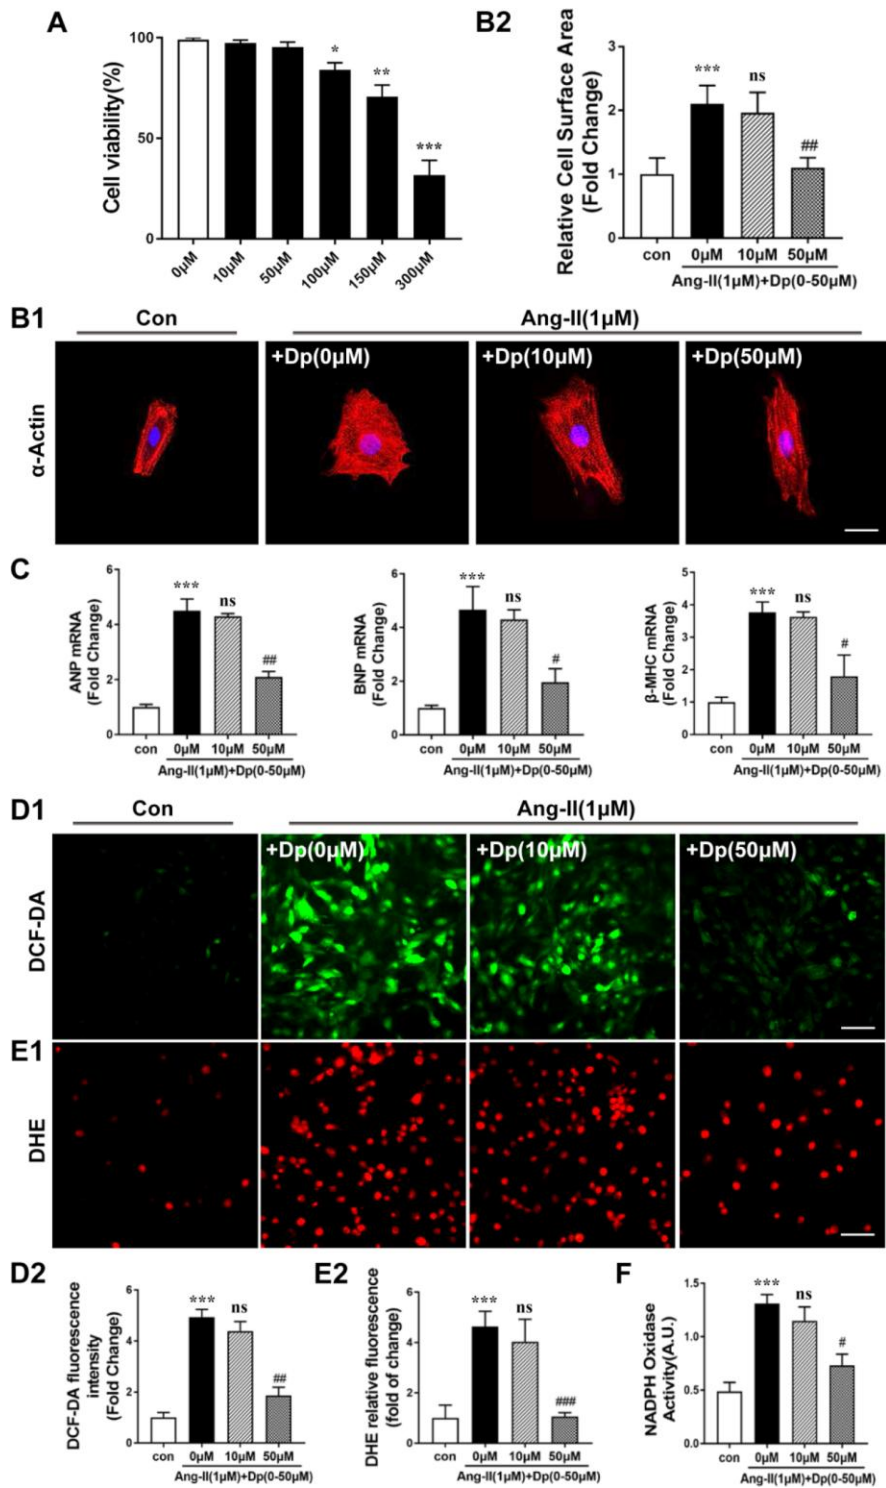 A
Cell viability(%)
100
50
0
0μM
10μM
50μM
100μM
150μM
300μM
*
**
***
B2
Relative Cell Surface Area
(Fold Change)
3
2
1
0
***
ns
##
con
0μM
10μM
50μM
Ang-II(1μM)+Dp(0-50μM)
B1
Con
Ang-II(1μM)
+Dp(0μM)
+Dp(10μM)
+Dp(50μM)
α-Actin
C
ANP mRNA
(Fold Change)
6
4
2
0
***
ns
##
con
0μM
10μM
50μM
Ang-II(1μM)+Dp(0-50μM)
BNP mRNA
(Fold Change)
6
4
2
0
***
ns
#
con
0μM
10μM
50μM
Ang-II(1μM)+Dp(0-50μM)
β-MHC mRNA
(Fold Change)
5
4
3
2
1
0
***
ns
#
con
0μM
10μM
50μM
Ang-II(1μM)+Dp(0-50μM)
D1
Con
Ang-II(1μM)
+Dp(0μM)
+Dp(10μM)
+Dp(50μM)
DCF-DA
E1
DHE
D2
DCF-DA fluorescence
intensity
(Fold Change)
6
4
2
0
***
ns
##
con
0μM
10μM
50μM
Ang-II(1μM)+Dp(0-50μM)
E2
DHE relative fluorescence
(fold of change)
6
4
2
0
***
ns
###
con
0μM
10μM
50μM
Ang-II(1μM)+Dp(0-50μM)
F
NADPH Oxidase
Activity(A.U.)
1.5
1.0
0.5
0.0
***
ns
#
con
0μM
10μM
50μM
Ang-II(1μM)+Dp(0-50μM)